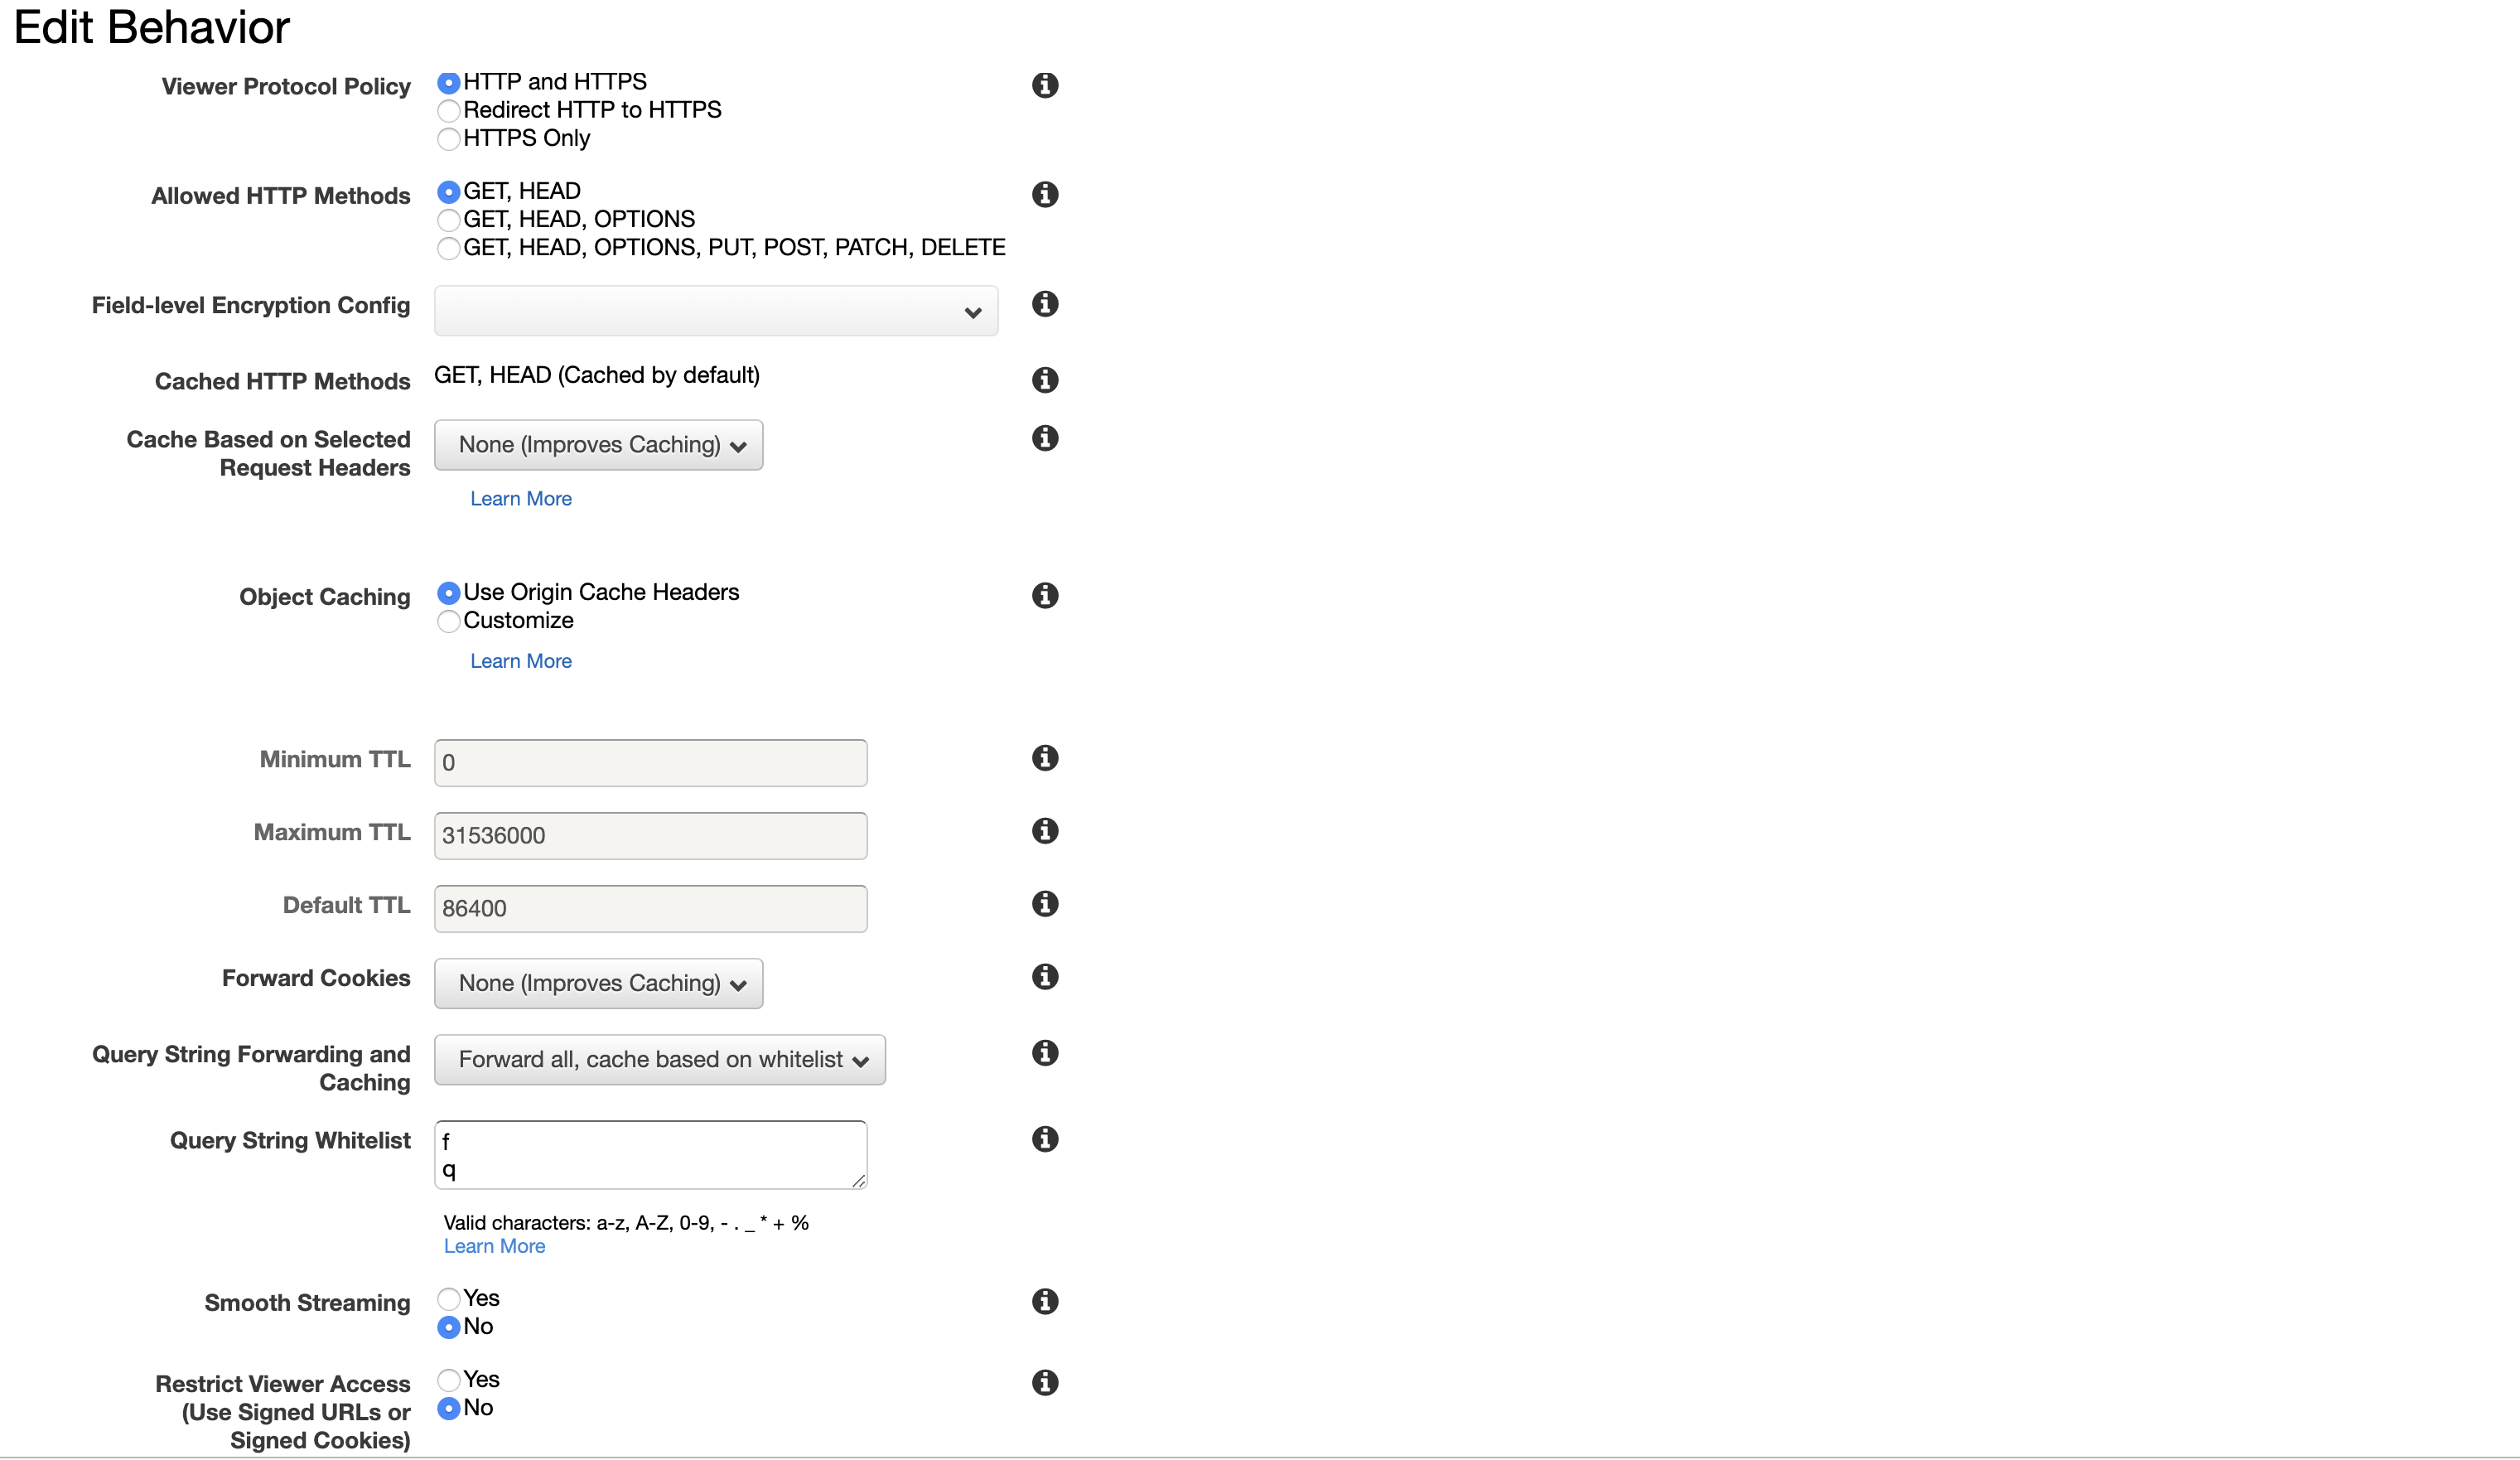 Edit Behavior
Viewer Protocol Policy
HTTP and HTTPS
Redirect HTTP to HTTPS
HTTPS Only
Allowed HTTP Methods
GET, HEAD
GET, HEAD, OPTIONS
GET, HEAD, OPTIONS, PUT, POST, PATCH, DELETE
Field-level Encryption Config
Cached HTTP Methods
GET, HEAD (Cached by default)
Cache Based on Selected
Request Headers
None (Improves Caching)
Learn More
Object Caching
Use Origin Cache Headers
Customize
Learn More
Minimum TTL
0
Maximum TTL
31536000
Default TTL
86400
Forward Cookies
None (Improves Caching)
Query String Forwarding and
Caching
Forward all, cache based on whitelist
Query String Whitelist
f
q
Valid characters: a-z, A-Z, 0-9, - . _ * + %
Learn More
Smooth Streaming
Yes
No
Restrict Viewer Access
(Use Signed URLs or
Signed Cookies)
Yes
No